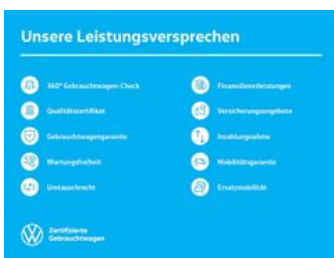 Unsere Leistungsversprechen
360° Gebrauchtwagen-Check
Qualitätszertifikat
Gebrauchtwagengarantie
Wartungsfreiheit
Umtauschrecht
Finanzdienstleistungen
Versicherungsangebote
Inzahlungnahme
Mobilitätsgarantie
Ersatzmobilität
Zertifizierte
Gebrauchtwagen